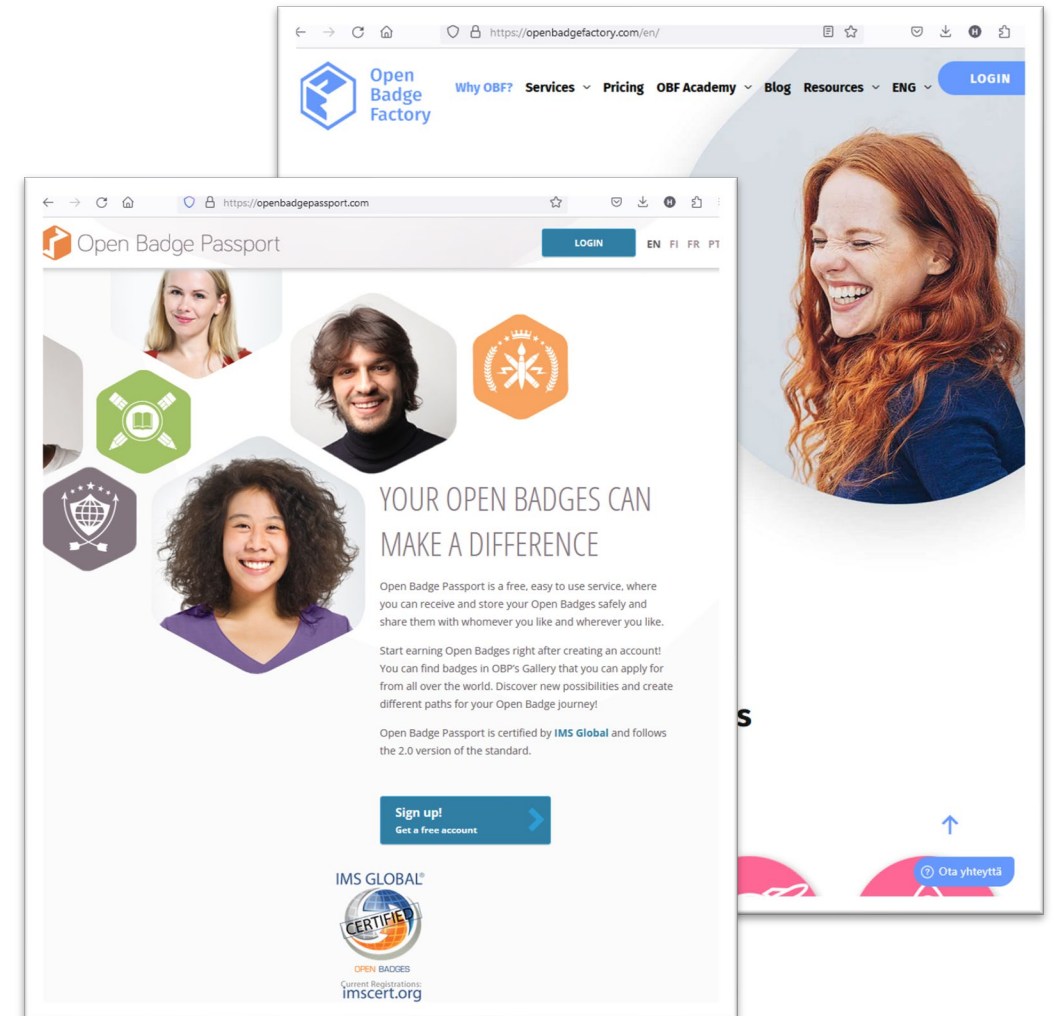 https://openbadgefactory.com/en/
Open
Badge
Factory
Why OBF? Services Pricing OBF Academy Blog Resources ENG LOGIN
https://openbadgepassport.com
Open Badge Passport
LOGIN
EN FI FR PT
YOUR OPEN BADGES CAN
MAKE A DIFFERENCE
Open Badge Passport is a free, easy to use service, where
you can receive and store your Open Badges safely and
share them with whomever you like and wherever you like.
Start earning Open Badges right after creating an account!
You can find badges in OBP's Gallery that you can apply for
from all over the world. Discover new possibilities and create
different paths for your Open Badge journey!
Open Badge Passport is certified by IMS Global and follows
the 2.0 version of the standard.
Sign up!
Get a free account
IMS GLOBAL®
CERTIFIED
OPEN BADGES
Current Registrations:
imscert.org
s
Ota yhteyttä